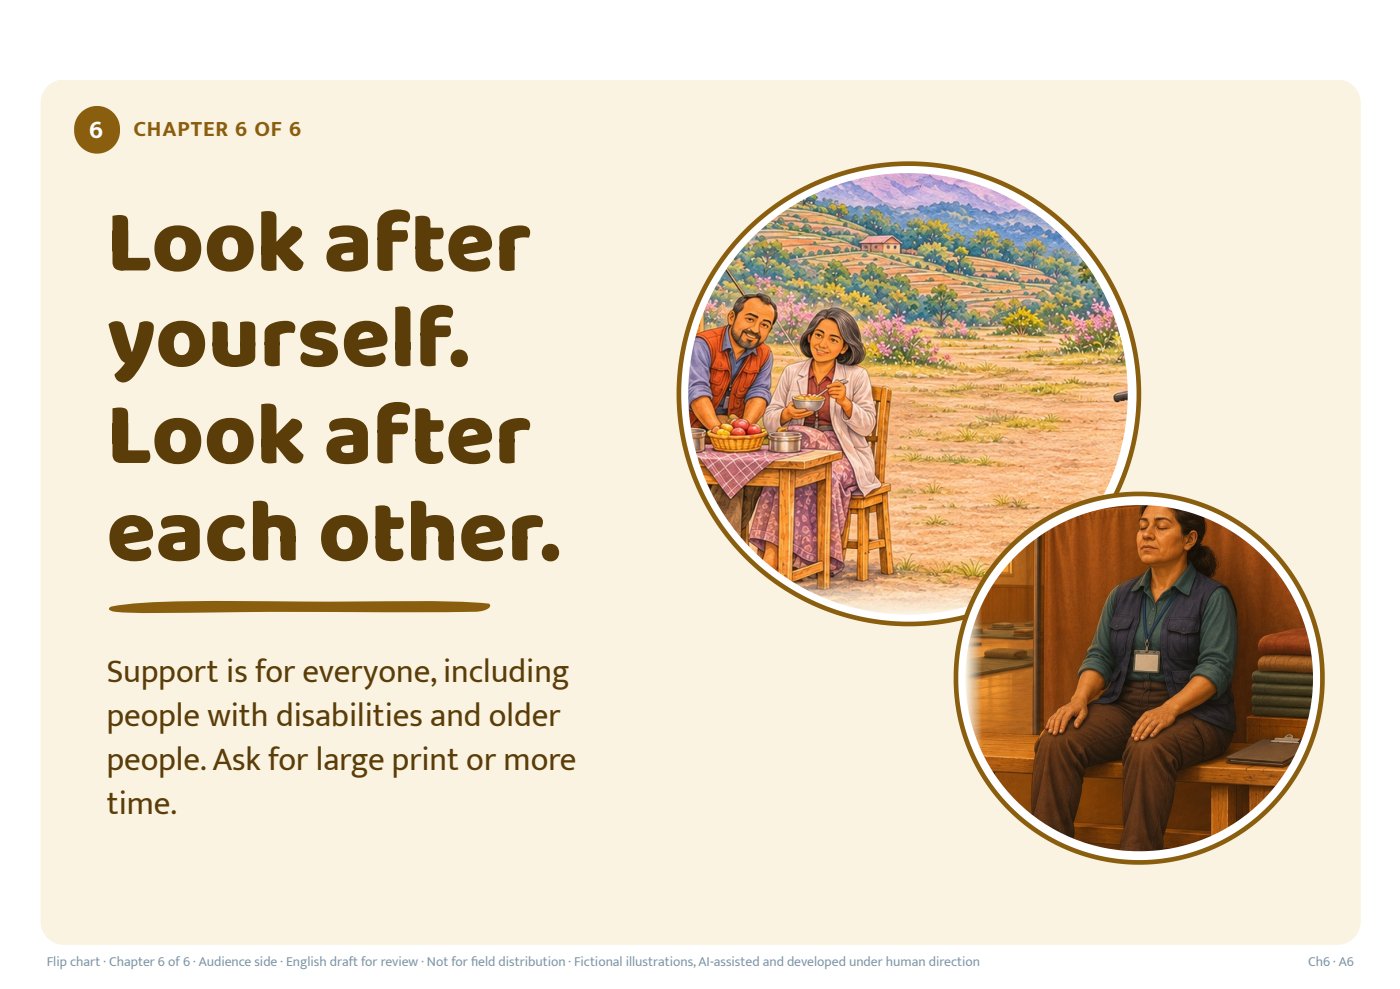 6 CHAPTER 6 OF 6
Look after
yourself.
Look after
each other.
Support is for everyone, including
people with disabilities and older
people. Ask for large print or more
time.
Flip chart · Chapter 6 of 6 · Audience side · English draft for review · Not for field distribution · Fictional illustrations, AI-assisted and developed under human direction
Ch6 · A6